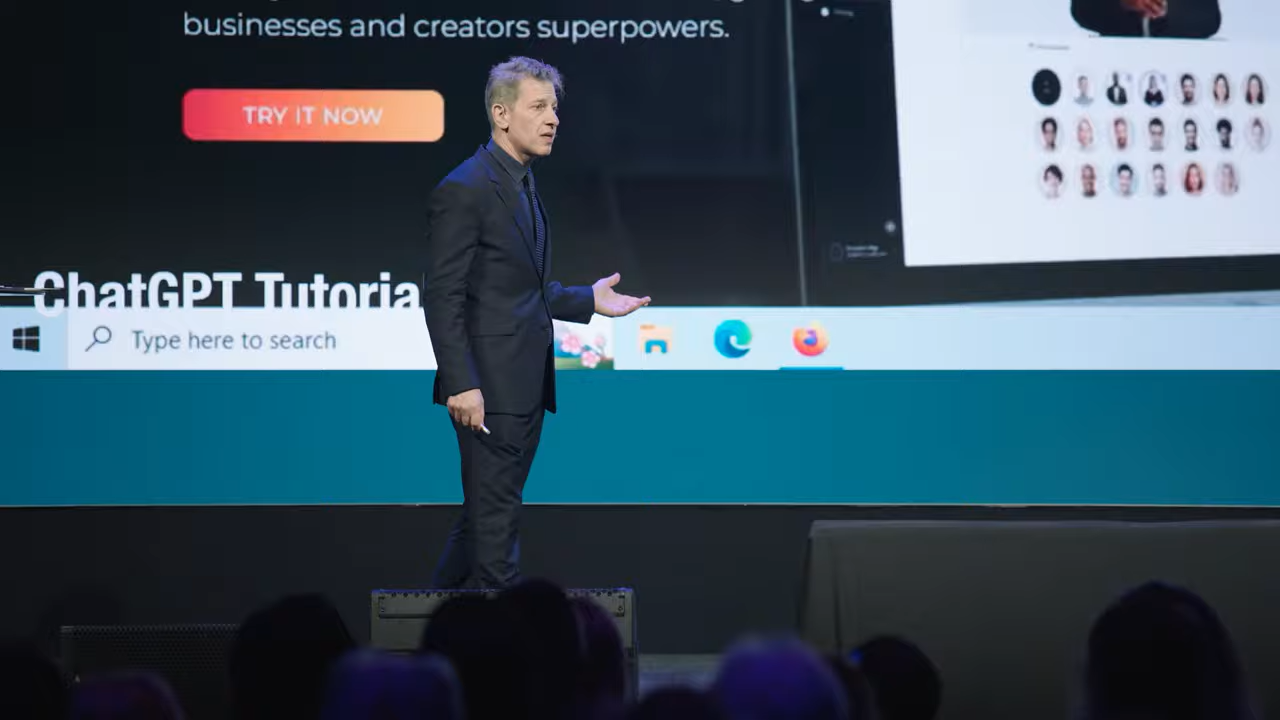 businesses and creators superpowers.
TRY IT NOW
ChatGPT Tutoria
Type here to search